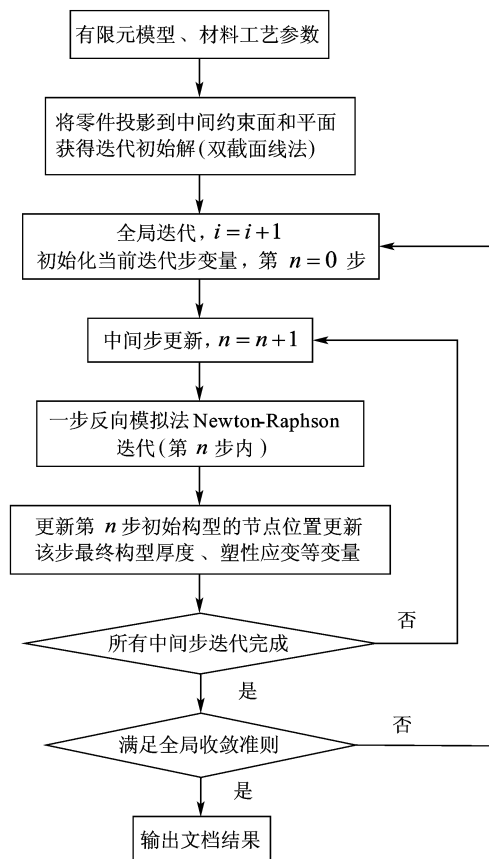 有限元模型、材料工艺参数
将零件投影到中间约束面和平面
获得迭代初始解(双截面线法)
全局迭代, i = i+1
初始化当前迭代步变量, 第 n = 0 步
中间步更新, n = n+1
一步反向模拟法 Newton-Raphson
迭代(第 n 步内)
更新第 n 步初始构型的节点位置更新
该步最终构型厚度、塑性应变等变量
否
所有中间步迭代完成
是
否
满足全局收敛准则
是
输出文档结果